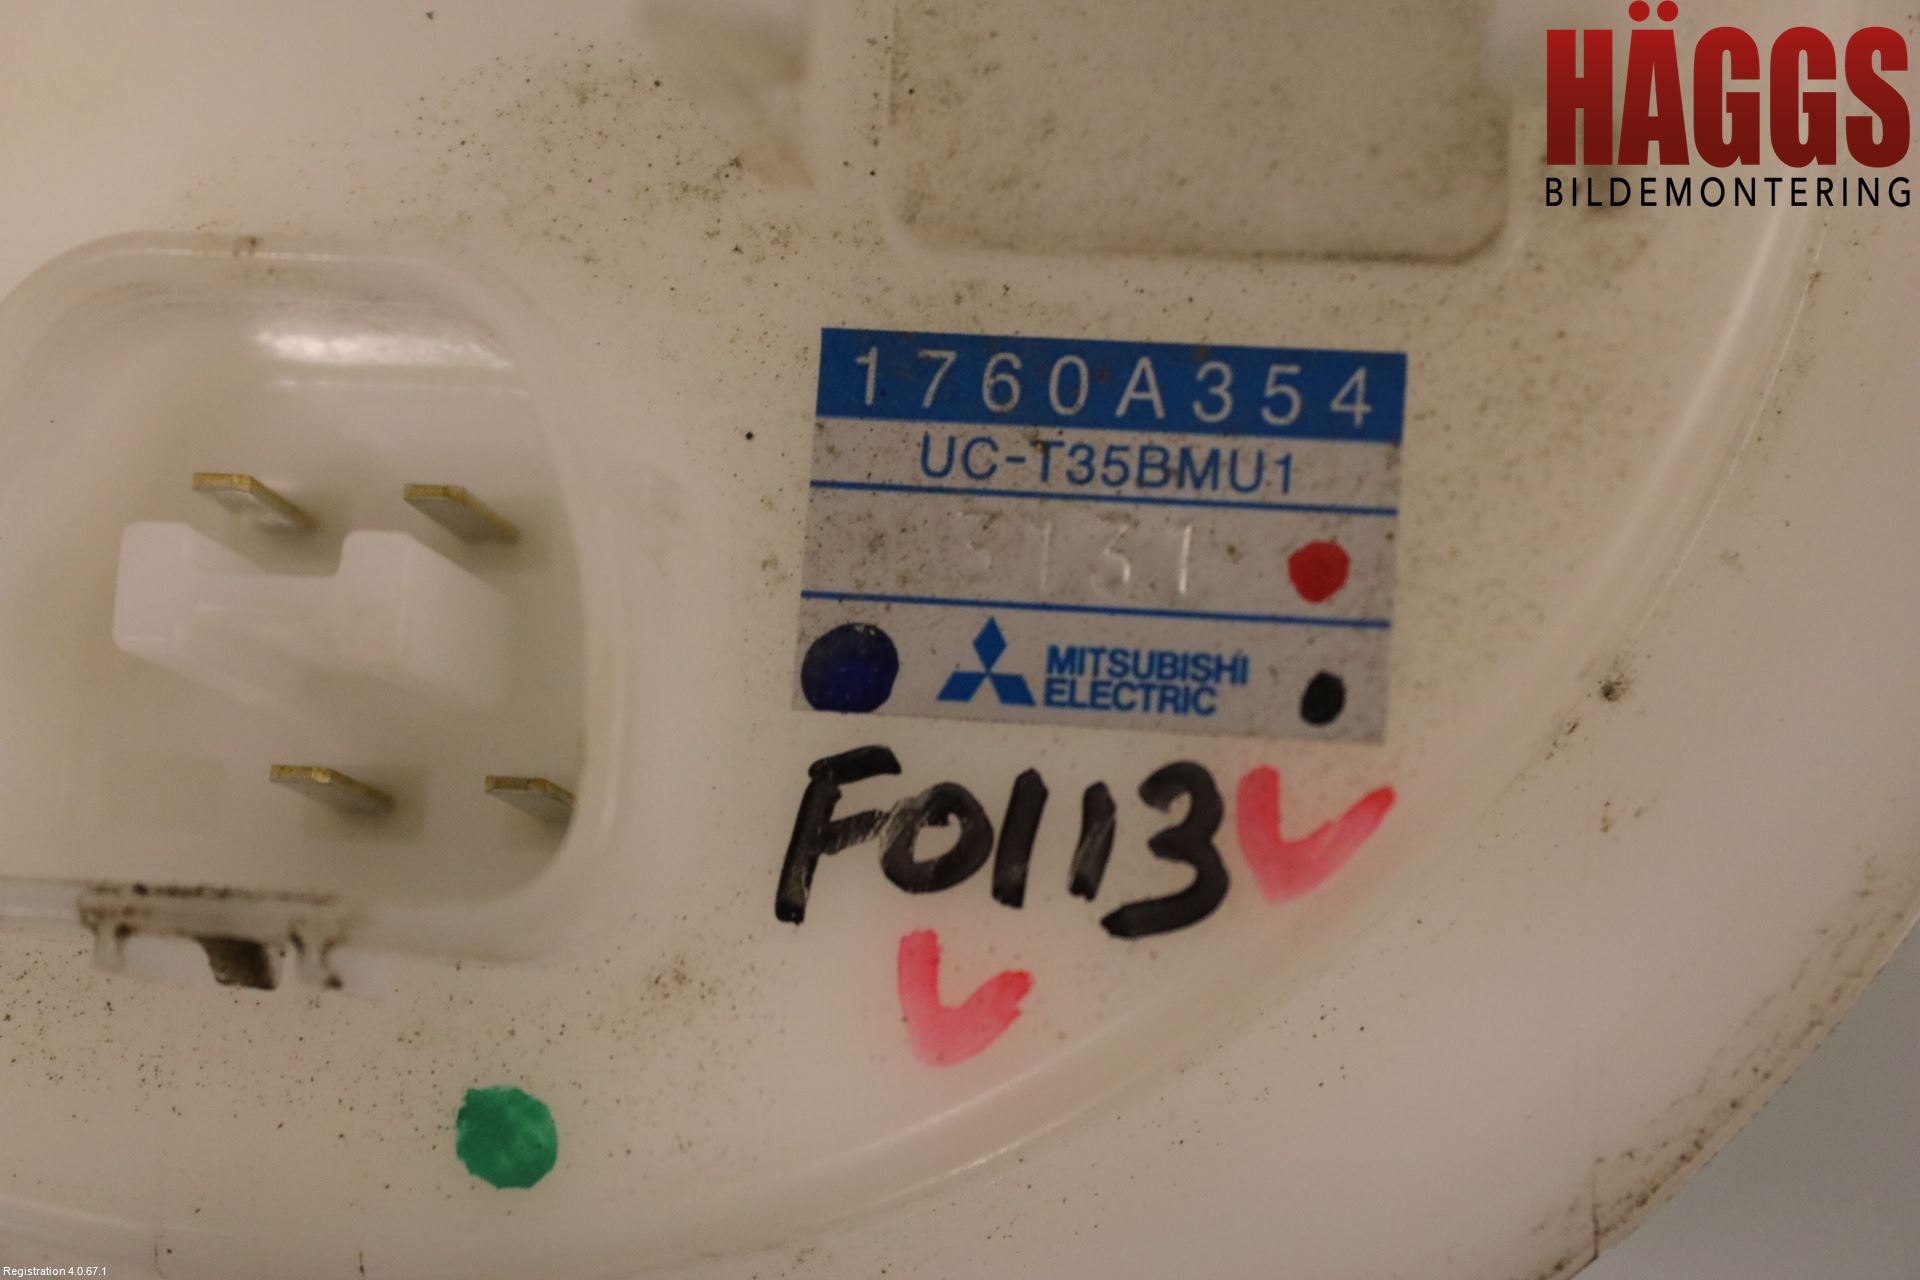 HÄGGS
BILDEMONTERING
1760A354
UC-T35BMU1
3131
MITSUBISHI
ELECTRIC
F0113
Registration 4.0.67.1